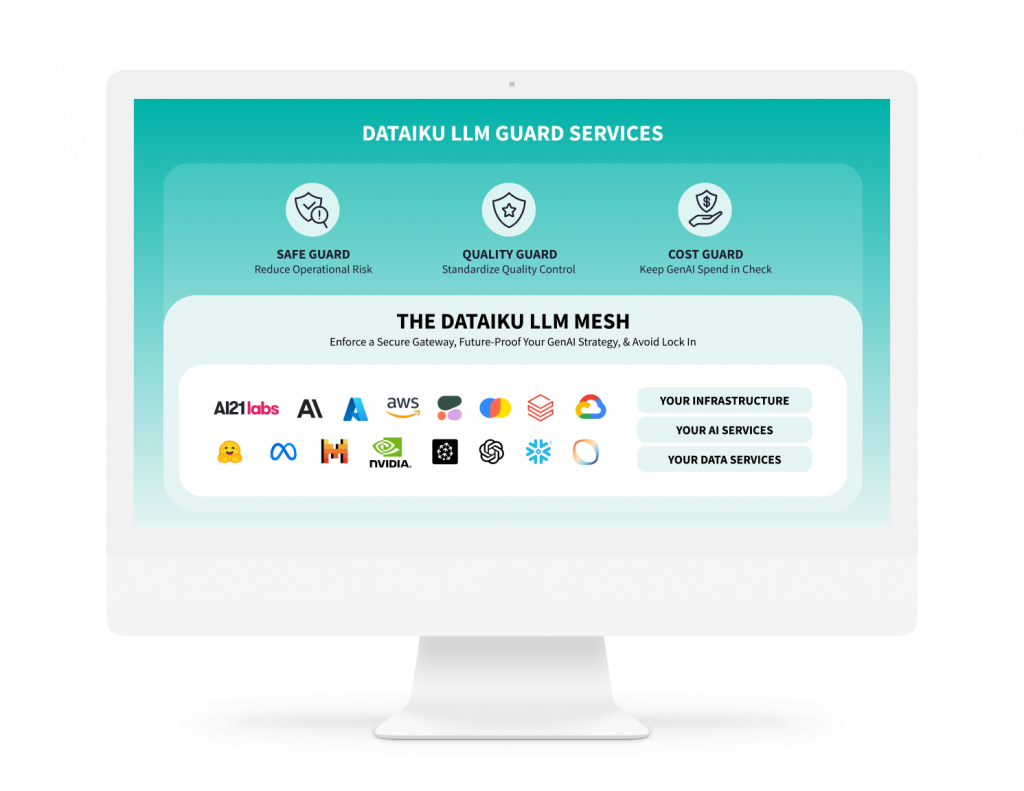 DATAIKU LLM GUARD SERVICES
SAFE GUARD
Reduce Operational Risk
QUALITY GUARD
Standardize Quality Control
COST GUARD
Keep GenAI Spend in Check
THE DATAIKU LLM MESH
Enforce a Secure Gateway, Future-Proof Your GenAI Strategy, & Avoid Lock In
AI21labs
AI
aws
NVIDIA.
YOUR INFRASTRUCTURE
YOUR AI SERVICES
YOUR DATA SERVICES